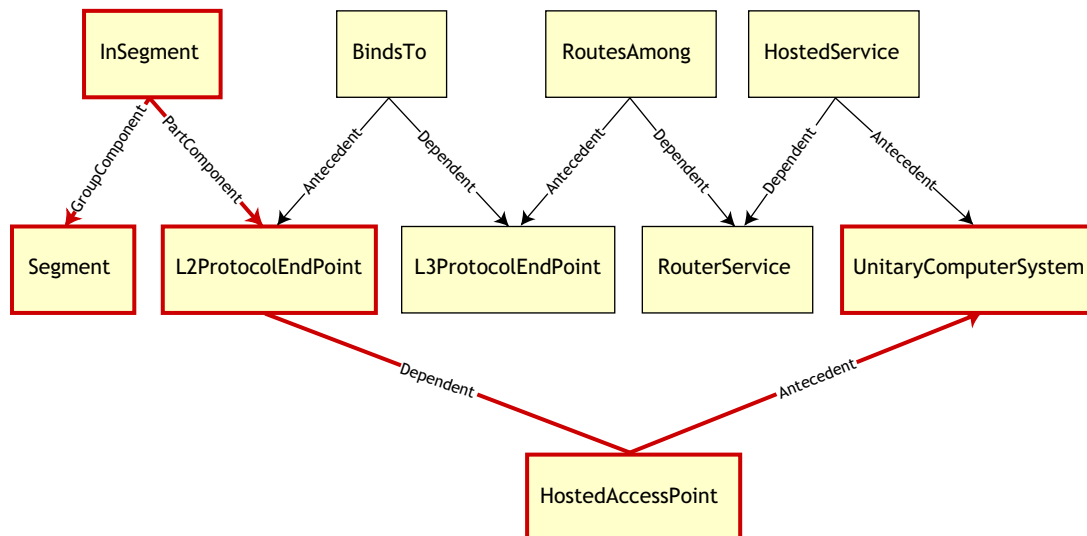 InSegment
BindsTo
RoutesAmong
HostedService
GroupComponent
PartComponent
Antecedent
Dependent
Antecedent
Dependent
Dependent
Antecedent
Segment
L2ProtocolEndPoint
L3ProtocolEndPoint
RouterService
UnitaryComputerSystem
Dependent
Antecedent
HostedAccessPoint